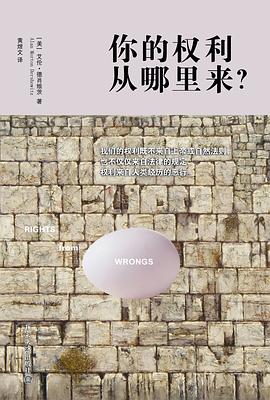 你的权利
从哪里来?
[美] 艾伦·德肖维茨 著
Alan Morton Dershowitz
黄煜文 译
我们的权利既不来自上帝或自然法则
也不仅仅来自法律的规定
权利来自人类经历的恶行
RIGHTS
from
WRONGS